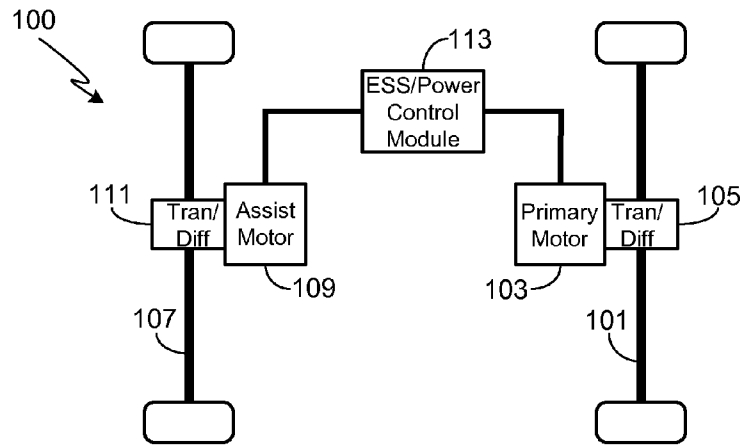 100
113
ESS/Power
Control
Module
111
Tran/
Diff
Assist
Motor
109
Primary
Motor
103
Tran/
Diff
105
107
101